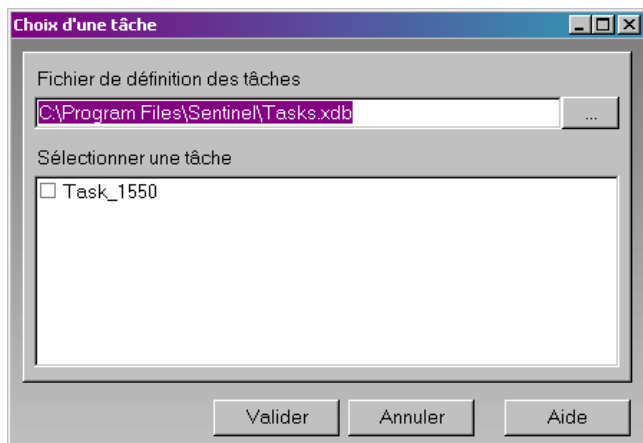 Choix d'une tâche
Fichier de définition des tâches
C:\Program Files\Sentinel\Tasks.xdb
...
Sélectionner une tâche
Task_1550
Valider
Annuler
Aide